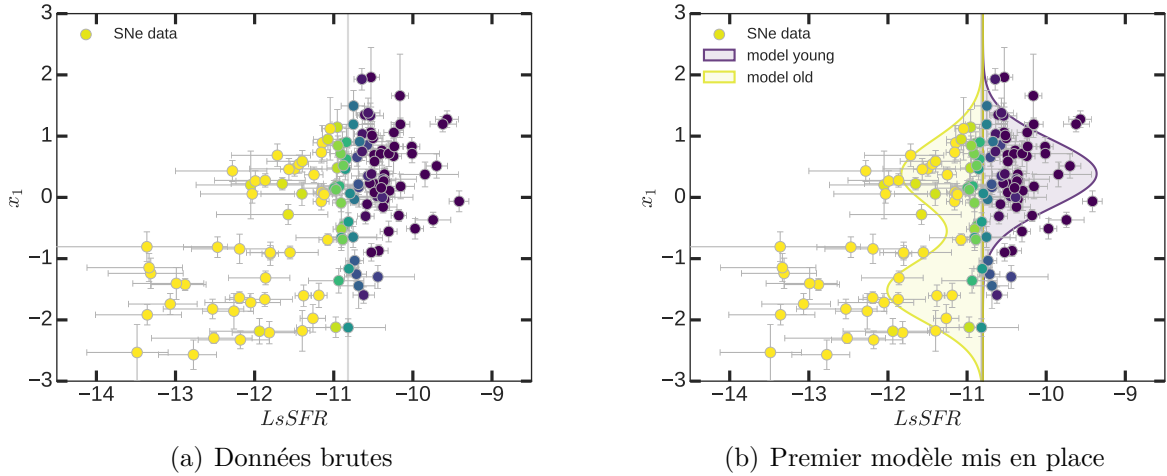 3
2
1
0
−1
−2
−3
x₁
SNe data
−14 −13 −12 −11 −10 −9
LsSFR
(a) Données brutes
3
2
1
0
−1
−2
−3
x₁
SNe data
model young
model old
−14 −13 −12 −11 −10 −9
LsSFR
(b) Premier modèle mis en place